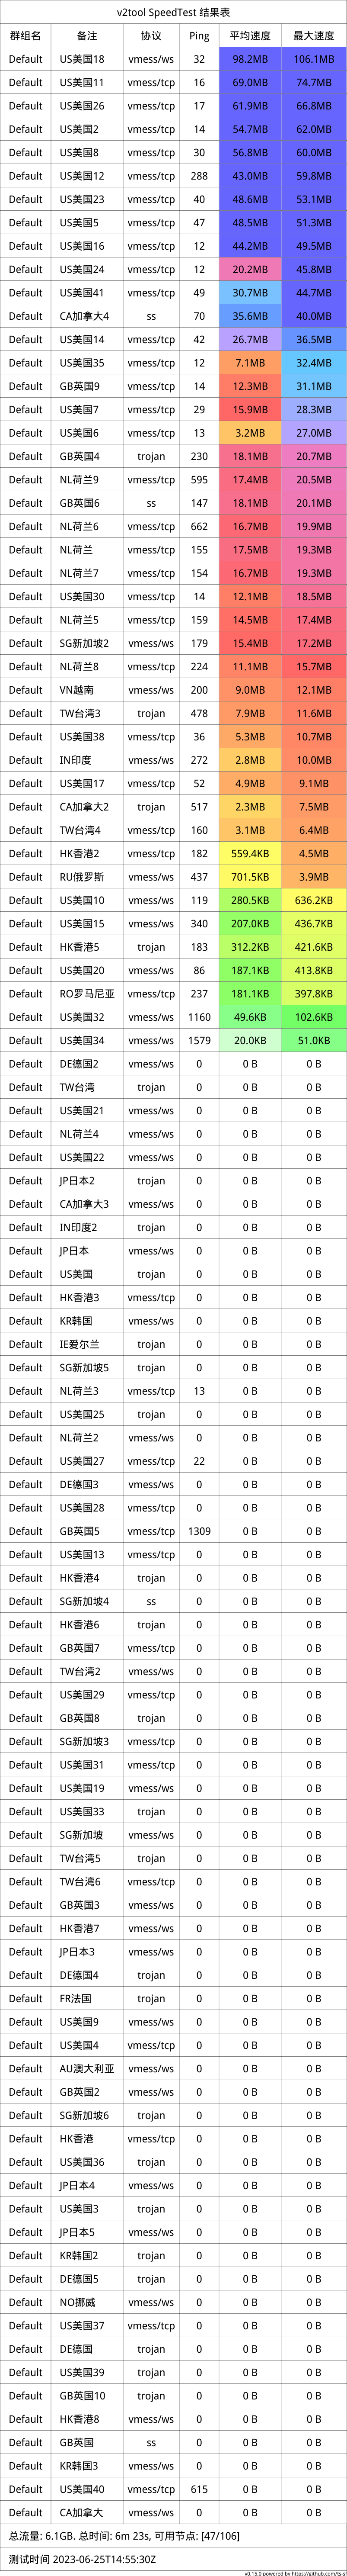 v2tool SpeedTest 结果表
群组名 备注 协议 Ping 平均速度 最大速度
Default US美国18 vmess/ws 32 98.2MB 106.1MB
Default US美国11 vmess/tcp 16 69.0MB 74.7MB
Default US美国26 vmess/tcp 17 61.9MB 66.8MB
Default US美国2 vmess/tcp 14 54.7MB 62.0MB
Default US美国8 vmess/tcp 30 56.8MB 60.0MB
Default US美国12 vmess/tcp 288 43.0MB 59.8MB
Default US美国23 vmess/tcp 40 48.6MB 53.1MB
Default US美国5 vmess/tcp 47 48.5MB 51.3MB
Default US美国16 vmess/tcp 12 44.2MB 49.5MB
Default US美国24 vmess/tcp 12 20.2MB 45.8MB
Default US美国41 vmess/tcp 49 30.7MB 44.7MB
Default CA加拿大4 ss 70 35.6MB 40.0MB
Default US美国14 vmess/tcp 42 26.7MB 36.5MB
Default US美国35 vmess/tcp 12 7.1MB 32.4MB
Default GB英国9 vmess/tcp 14 12.3MB 31.1MB
Default US美国7 vmess/tcp 29 15.9MB 28.3MB
Default US美国6 vmess/tcp 13 3.2MB 27.0MB
Default GB英国4 trojan 230 18.1MB 20.7MB
Default NL荷兰9 vmess/tcp 595 17.4MB 20.5MB
Default GB英国6 ss 147 18.1MB 20.1MB
Default NL荷兰6 vmess/tcp 662 16.7MB 19.9MB
Default NL荷兰 vmess/tcp 155 17.5MB 19.3MB
Default NL荷兰7 vmess/tcp 154 16.7MB 19.3MB
Default US美国30 vmess/tcp 14 12.1MB 18.5MB
Default NL荷兰5 vmess/tcp 159 14.5MB 17.4MB
Default SG新加坡2 vmess/ws 179 15.4MB 17.2MB
Default NL荷兰8 vmess/tcp 224 11.1MB 15.7MB
Default VN越南 vmess/ws 200 9.0MB 12.1MB
Default TW台湾3 trojan 478 7.9MB 11.6MB
Default US美国38 vmess/tcp 36 5.3MB 10.7MB
Default IN印度 vmess/ws 272 2.8MB 10.0MB
Default US美国17 vmess/tcp 52 4.9MB 9.1MB
Default CA加拿大2 trojan 517 2.3MB 7.5MB
Default TW台湾4 vmess/tcp 160 3.1MB 6.4MB
Default HK香港2 vmess/tcp 182 559.4KB 4.5MB
Default RU俄罗斯 vmess/ws 437 701.5KB 3.9MB
Default US美国10 vmess/ws 119 280.5KB 636.2KB
Default US美国15 vmess/ws 340 207.0KB 436.7KB
Default HK香港5 trojan 183 312.2KB 421.6KB
Default US美国20 vmess/tcp 86 187.1KB 413.8KB
Default RO罗马尼亚 vmess/tcp 237 181.1KB 397.8KB
Default US美国32 vmess/ws 1160 49.6KB 102.6KB
Default US美国34 vmess/ws 1579 20.0KB 51.0KB
Default DE德国2 vmess/ws 0 0 B 0 B
Default TW台湾 trojan 0 0 B 0 B
Default US美国21 vmess/ws 0 0 B 0 B
Default NL荷兰4 vmess/ws 0 0 B 0 B
Default US美国22 vmess/ws 0 0 B 0 B
Default JP日本2 trojan 0 0 B 0 B
Default CA加拿大3 vmess/ws 0 0 B 0 B
Default IN印度2 trojan 0 0 B 0 B
Default JP日本 vmess/ws 0 0 B 0 B
Default US美国 trojan 0 0 B 0 B
Default HK香港3 vmess/tcp 0 0 B 0 B
Default KR韩国 vmess/ws 0 0 B 0 B
Default IE爱尔兰 trojan 0 0 B 0 B
Default SG新加坡5 trojan 0 0 B 0 B
Default NL荷兰3 vmess/tcp 13 0 B 0 B
Default US美国25 trojan 0 0 B 0 B
Default NL荷兰2 vmess/ws 0 0 B 0 B
Default US美国27 vmess/tcp 22 0 B 0 B
Default DE德国3 vmess/ws 0 0 B 0 B
Default US美国28 vmess/tcp 0 0 B 0 B
Default GB英国5 vmess/tcp 1309 0 B 0 B
Default US美国13 vmess/tcp 0 0 B 0 B
Default HK香港4 trojan 0 0 B 0 B
Default SG新加坡4 ss 0 0 B 0 B
Default HK香港6 trojan 0 0 B 0 B
Default GB英国7 vmess/tcp 0 0 B 0 B
Default TW台湾2 vmess/ws 0 0 B 0 B
Default US美国29 vmess/tcp 0 0 B 0 B
Default GB英国8 trojan 0 0 B 0 B
Default SG新加坡3 vmess/tcp 0 0 B 0 B
Default US美国31 vmess/tcp 0 0 B 0 B
Default US美国19 vmess/ws 0 0 B 0 B
Default US美国33 trojan 0 0 B 0 B
Default SG新加坡 vmess/ws 0 0 B 0 B
Default TW台湾5 trojan 0 0 B 0 B
Default TW台湾6 vmess/tcp 0 0 B 0 B
Default GB英国3 vmess/ws 0 0 B 0 B
Default HK香港7 vmess/ws 0 0 B 0 B
Default JP日本3 vmess/ws 0 0 B 0 B
Default DE德国4 trojan 0 0 B 0 B
Default FR法国 trojan 0 0 B 0 B
Default US美国9 vmess/ws 0 0 B 0 B
Default US美国4 vmess/tcp 0 0 B 0 B
Default AU澳大利亚 vmess/ws 0 0 B 0 B
Default GB英国2 vmess/ws 0 0 B 0 B
Default SG新加坡6 trojan 0 0 B 0 B
Default HK香港 vmess/tcp 0 0 B 0 B
Default US美国36 trojan 0 0 B 0 B
Default JP日本4 vmess/ws 0 0 B 0 B
Default US美国3 trojan 0 0 B 0 B
Default JP日本5 vmess/ws 0 0 B 0 B
Default KR韩国2 trojan 0 0 B 0 B
Default DE德国5 trojan 0 0 B 0 B
Default NO挪威 vmess/ws 0 0 B 0 B
Default US美国37 vmess/tcp 0 0 B 0 B
Default DE德国 trojan 0 0 B 0 B
Default US美国39 trojan 0 0 B 0 B
Default GB英国10 trojan 0 0 B 0 B
Default HK香港8 vmess/ws 0 0 B 0 B
Default GB英国 ss 0 0 B 0 B
Default KR韩国3 vmess/ws 0 0 B 0 B
Default US美国40 vmess/tcp 615 0 B 0 B
Default CA加拿大 vmess/ws 0 0 B 0 B
总流量: 6.1GB. 总时间: 6m 23s, 可用节点: [47/106]
测试时间 2023-06-25T14:55:30Z
v0.15.0 powered by